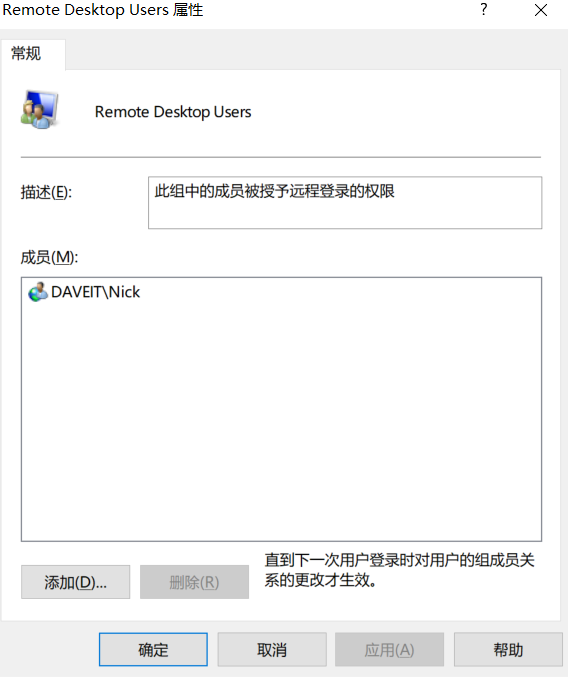 Remote Desktop Users 属性
?
常规
Remote Desktop Users
描述(E):
此组中的成员被授予远程登录的权限
成员(M):
DAVEIT\Nick
直到下一次用户登录时对用户的组成员关
系的更改才生效。
添加(D)...
删除(R)
确定
取消
应用(A)
帮助